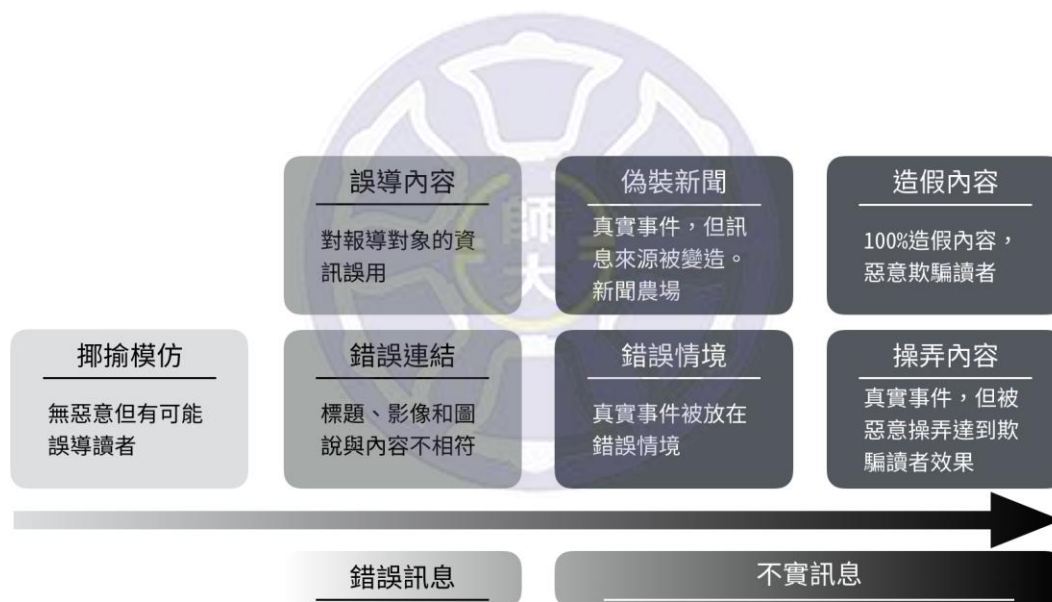 師
大
誤導內容
對報導對象的資
訊誤用
偽裝新聞
真實事件，但訊
息來源被變造。
新聞農場
造假內容
100%造假內容，
惡意欺騙讀者
揶揄模仿
無惡意但有可能
誤導讀者
錯誤連結
標題、影像和圖
說與內容不相符
錯誤情境
真實事件被放在
錯誤情境
操弄內容
真實事件，但被
惡意操弄達到欺
騙讀者效果
錯誤訊息
不實訊息